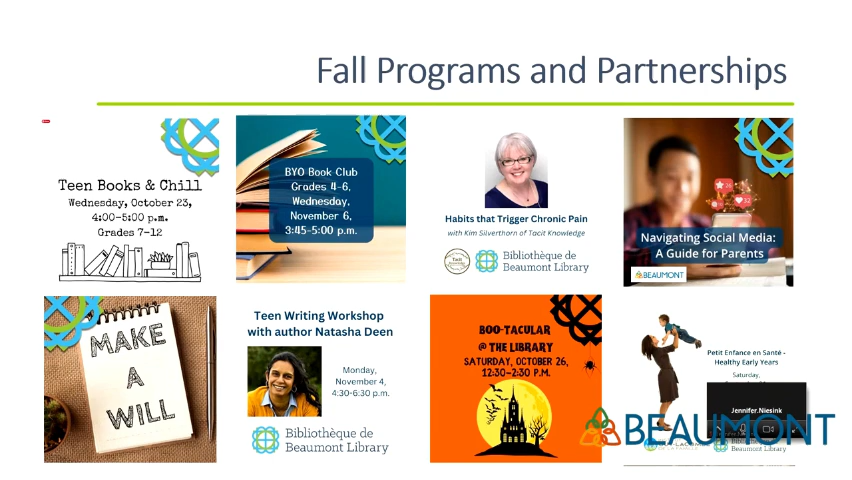 Fall Programs and Partnerships
Teen Books & Chill
Wednesday, October 23,
4:00-5:00 p.m.
Grades 7-12
BYO Book Club
Grades 4-6,
Wednesday,
November 6,
3:45-5:00 p.m.
Habits that Trigger Chronic Pain
with Kim Silverthorn of Tacit Knowledge
Bibliothèque de
Beaumont Library
Navigating Social Media:
A Guide for Parents
BEAUMONT
MAKE
A
WILL
Teen Writing Workshop
with author Natasha Deen
Monday,
November 4,
4:30-6:30 p.m.
Bibliothèque de
Beaumont Library
BOO-TACULAR
@ THE LIBRARY
SATURDAY, OCTOBER 26,
12:30-2:30 P.M.
Petit Enfance en Santé -
Healthy Early Years
Saturday,
Jennifer.Niesink
BEAUMONT
Beaumont Library